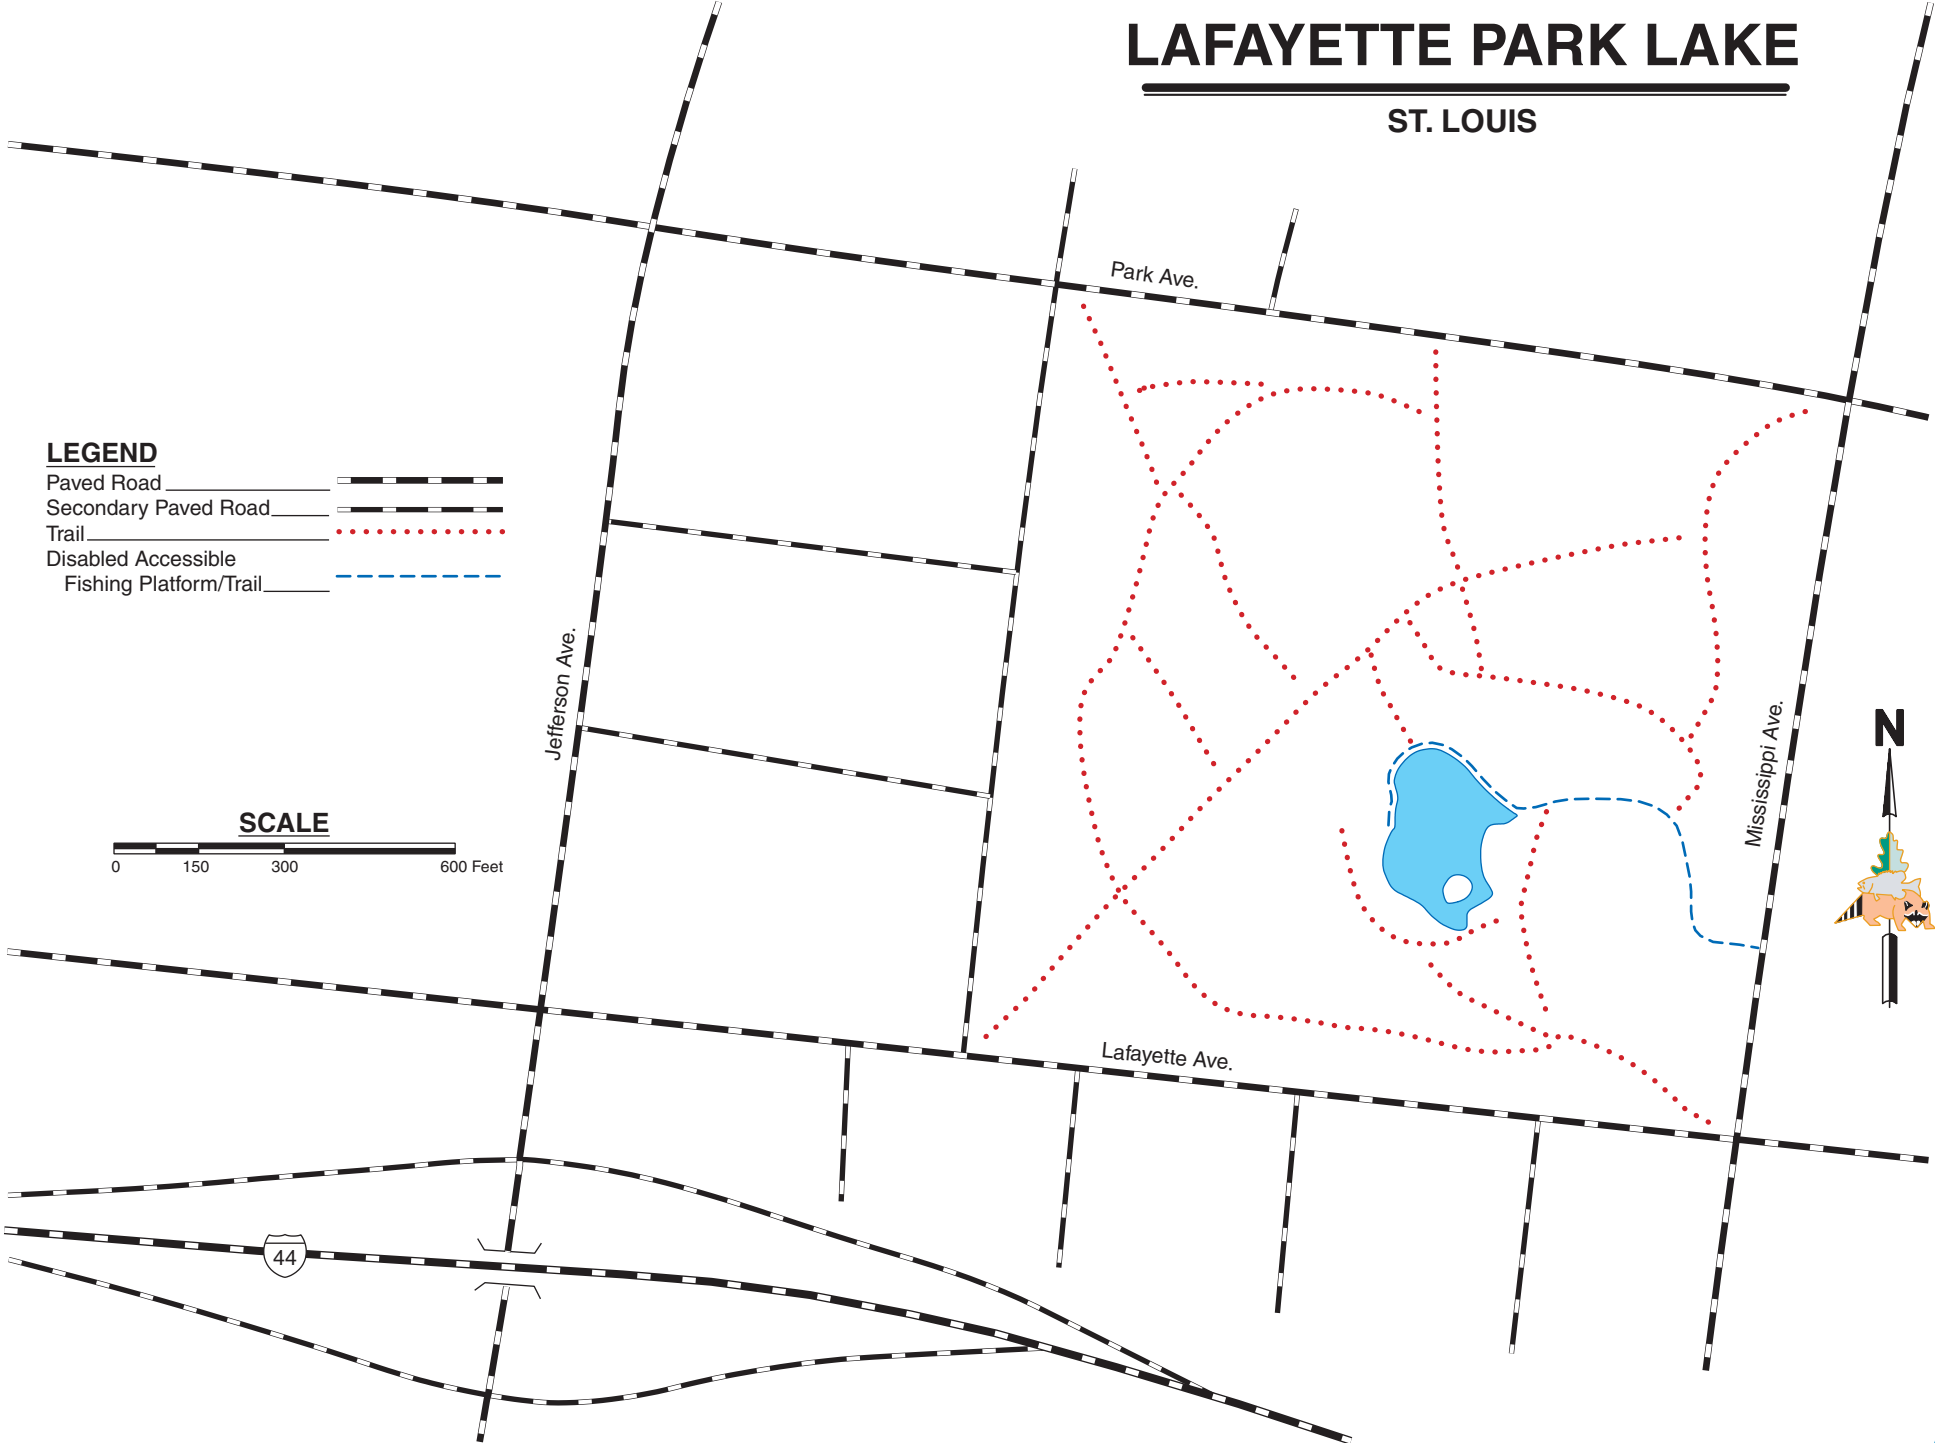 LAFAYETTE PARK LAKE
ST. LOUIS
Park Ave.
LEGEND
Paved Road
Secondary Paved Road
Trail
Disabled Accessible
Fishing Platform/Trail
Jefferson Ave.
Mississippi Ave.
N
SCALE
0 150 300 600 Feet
Lafayette Ave.
44